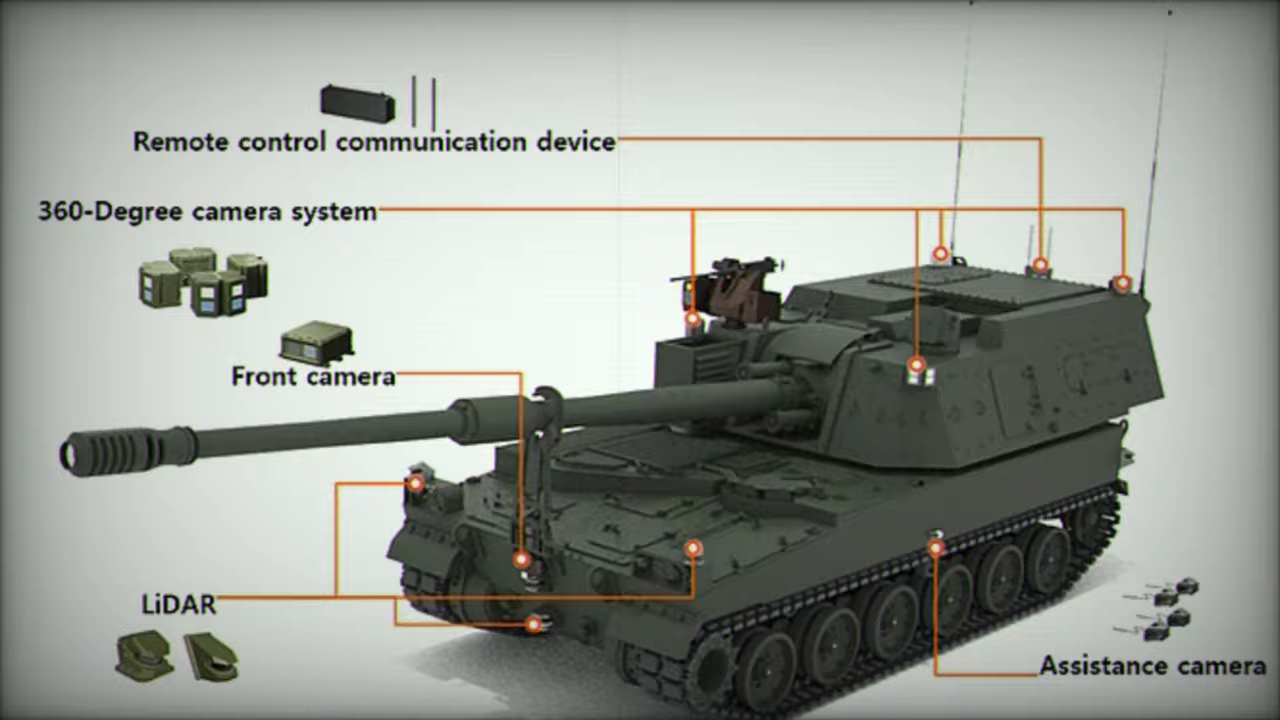 Remote control communication device
360-Degree camera system
Front camera
LiDAR
Assistance camera